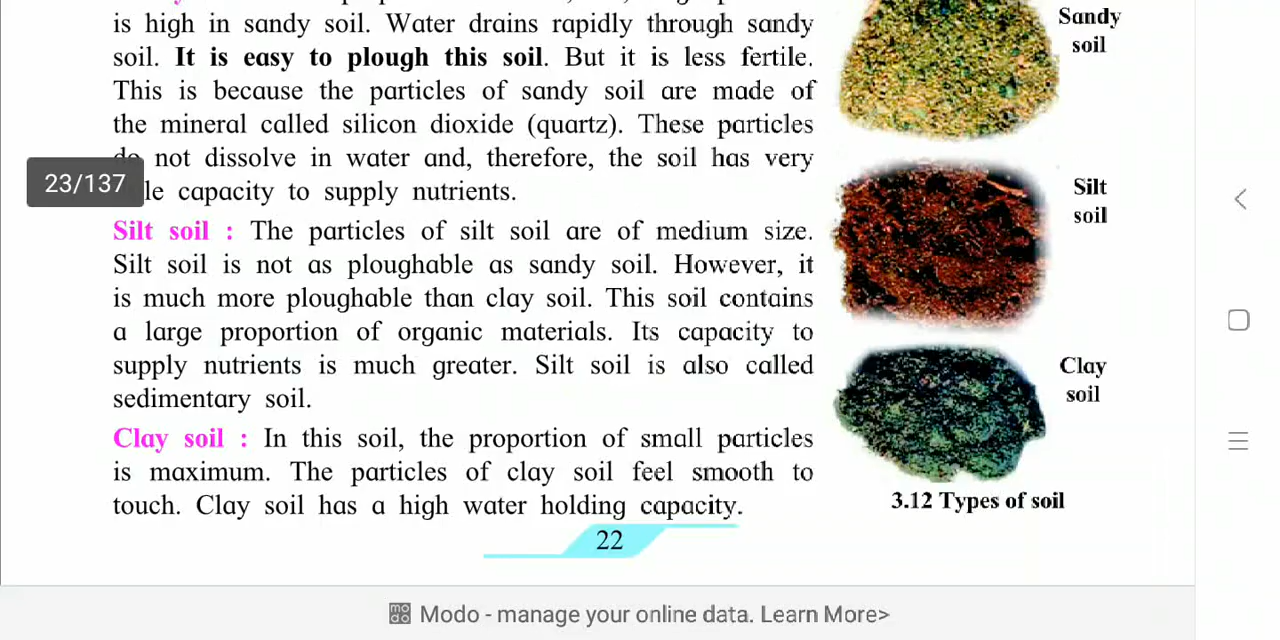 is high in sandy soil. Water drains rapidly through sandy
soil. It is easy to plough this soil. But it is less fertile.
This is because the particles of sandy soil are made of
the mineral called silicon dioxide (quartz). These particles
do not dissolve in water and, therefore, the soil has very
capacity to supply nutrients.
23/137
Silt soil : The particles of silt soil are of medium size.
Silt soil is not as ploughable as sandy soil. However, it
is much more ploughable than clay soil. This soil contains
a large proportion of organic materials. Its capacity to
supply nutrients is much greater. Silt soil is also called
sedimentary soil.
Clay soil : In this soil, the proportion of small particles
is maximum. The particles of clay soil feel smooth to
touch. Clay soil has a high water holding capacity.
Sandy
soil
Silt
soil
Clay
soil
3.12 Types of soil
22
modo Modo - manage your online data. Learn More>